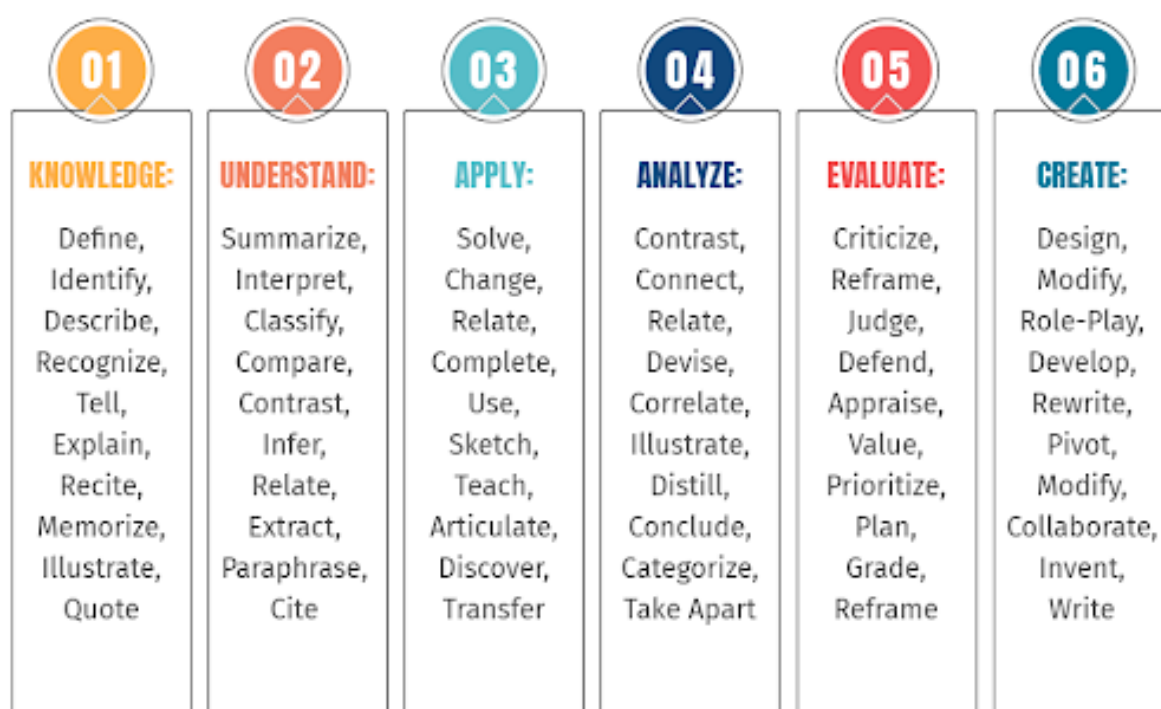 01
KNOWLEDGE:
Define,
Identify,
Describe,
Recognize,
Tell,
Explain,
Recite,
Memorize,
Illustrate,
Quote
02
UNDERSTAND:
Summarize,
Interpret,
Classify,
Compare,
Contrast,
Infer,
Relate,
Extract,
Paraphrase,
Cite
03
APPLY:
Solve,
Change,
Relate,
Complete,
Use,
Sketch,
Teach,
Articulate,
Discover,
Transfer
04
ANALYZE:
Contrast,
Connect,
Relate,
Devise,
Correlate,
Illustrate,
Distill,
Conclude,
Categorize,
Take Apart
05
EVALUATE:
Criticize,
Reframe,
Judge,
Defend,
Appraise,
Value,
Prioritize,
Plan,
Grade,
Reframe
06
CREATE:
Design,
Modify,
Role-Play,
Develop,
Rewrite,
Pivot,
Modify,
Collaborate,
Invent,
Write